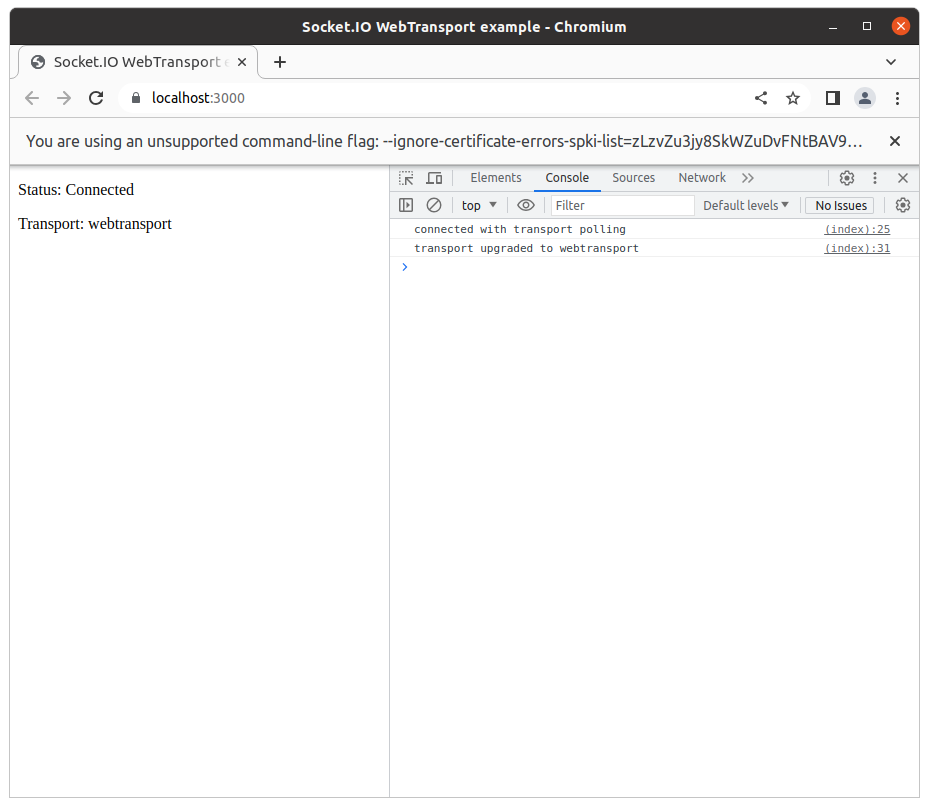 Socket.IO WebTransport example - Chromium
Socket.IO WebTransport e
localhost:3000
You are using an unsupported command-line flag: --ignore-certificate-errors-spki-list=zLzvZu3jy8SkWZuDvFNtBAV9…
Status: Connected
Transport: webtransport
Elements Console Sources Network
top Filter Default levels No Issues
connected with transport polling (index):25
transport upgraded to webtransport (index):31